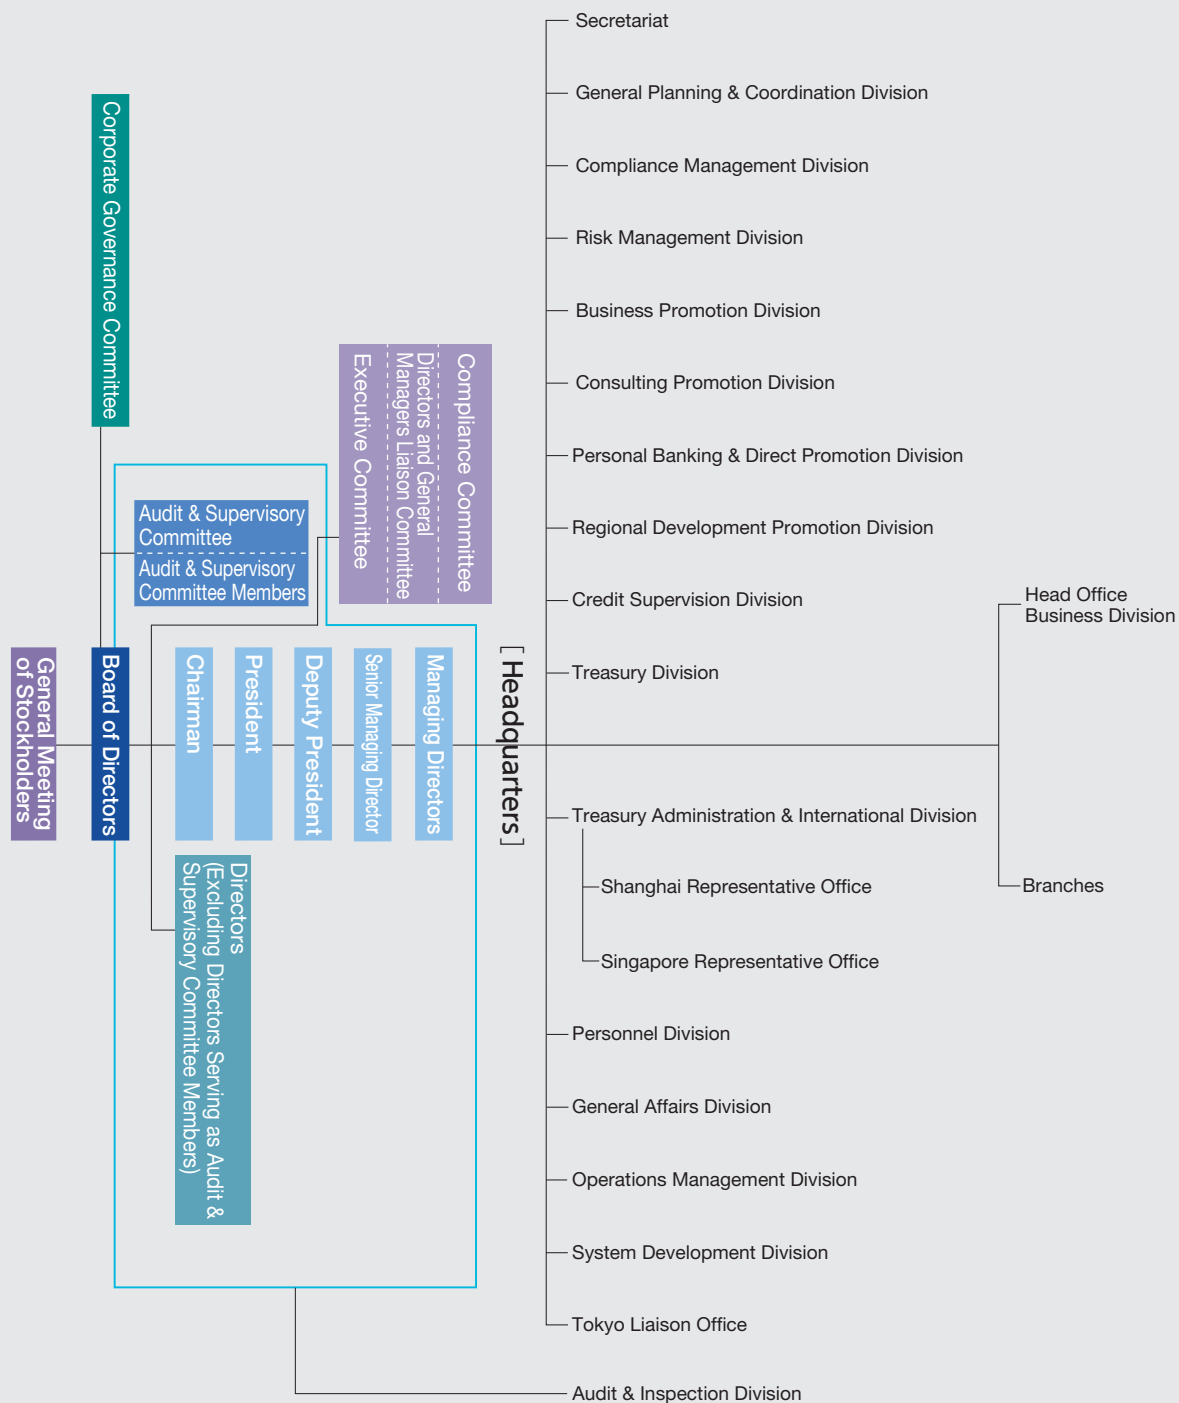 General Meeting
of Stockholders
Board of Directors
Corporate Governance Committee
Audit & Supervisory
Committee
Audit & Supervisory
Committee Members
Chairman
President
Deputy President
Senior Managing Director
Managing Directors
Directors
(Excluding Directors Serving as Audit &
Supervisory Committee Members)
Compliance Committee
Directors and General
Managers Liaison Committee
Executive Committee
[Headquarters]
Secretariat
General Planning & Coordination Division
Compliance Management Division
Risk Management Division
Business Promotion Division
Consulting Promotion Division
Personal Banking & Direct Promotion Division
Regional Development Promotion Division
Credit Supervision Division
Treasury Division
Treasury Administration & International Division
Shanghai Representative Office
Singapore Representative Office
Personnel Division
General Affairs Division
Operations Management Division
System Development Division
Tokyo Liaison Office
Audit & Inspection Division
Head Office
Business Division
Branches